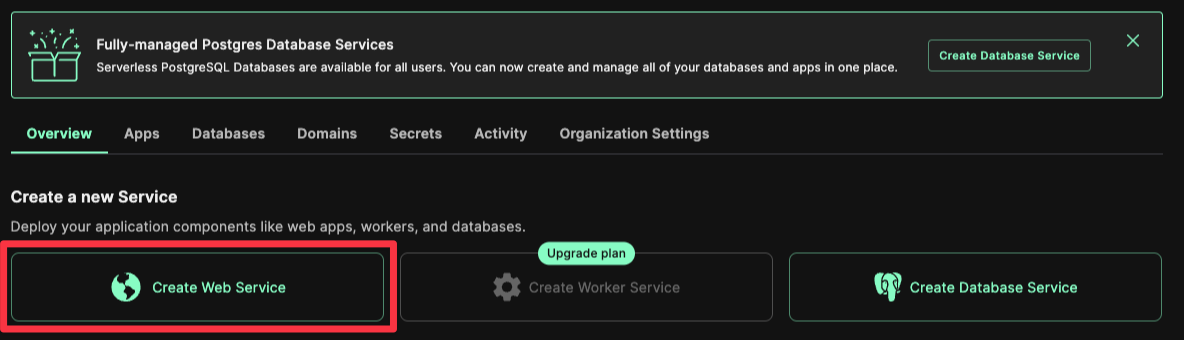 Fully-managed Postgres Database Services
Serverless PostgreSQL Databases are available for all users. You can now create and manage all of your databases and apps in one place.
Create Database Service
Overview
Apps
Databases
Domains
Secrets
Activity
Organization Settings
Create a new Service
Deploy your application components like web apps, workers, and databases.
Create Web Service
Upgrade plan
Create Worker Service
Create Database Service